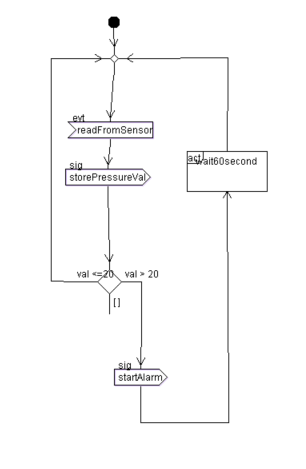 evt
readFromSensor
act
wait60second
sig
storePressureVal
val <=20
val > 20
[ ]
sig
startAlarm